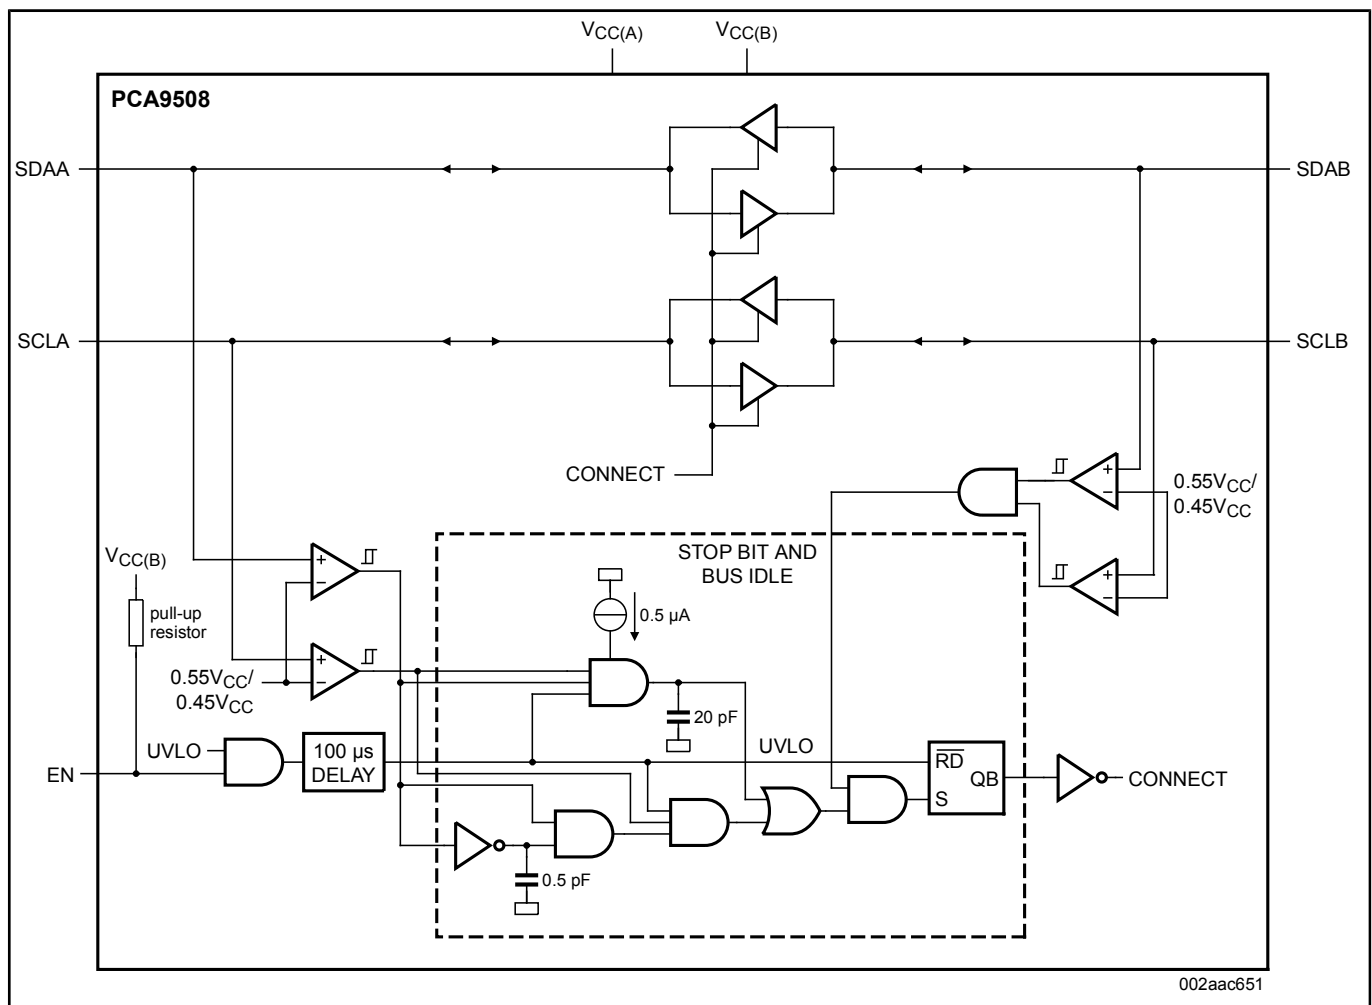 VCC(A)
VCC(B)
PCA9508
SDAA
SDAB
SCLA
SCLB
CONNECT
+
−
0.55VCC/
0.45VCC
+
−
STOP BIT AND
BUS IDLE
VCC(B)
pull-up
resistor
+
−
0.5 µA
+
−
0.55VCC/
0.45VCC
20 pF
UVLO
UVLO
100 µs
DELAY
EN
RD
QB
S
CONNECT
0.5 pF
002aac651